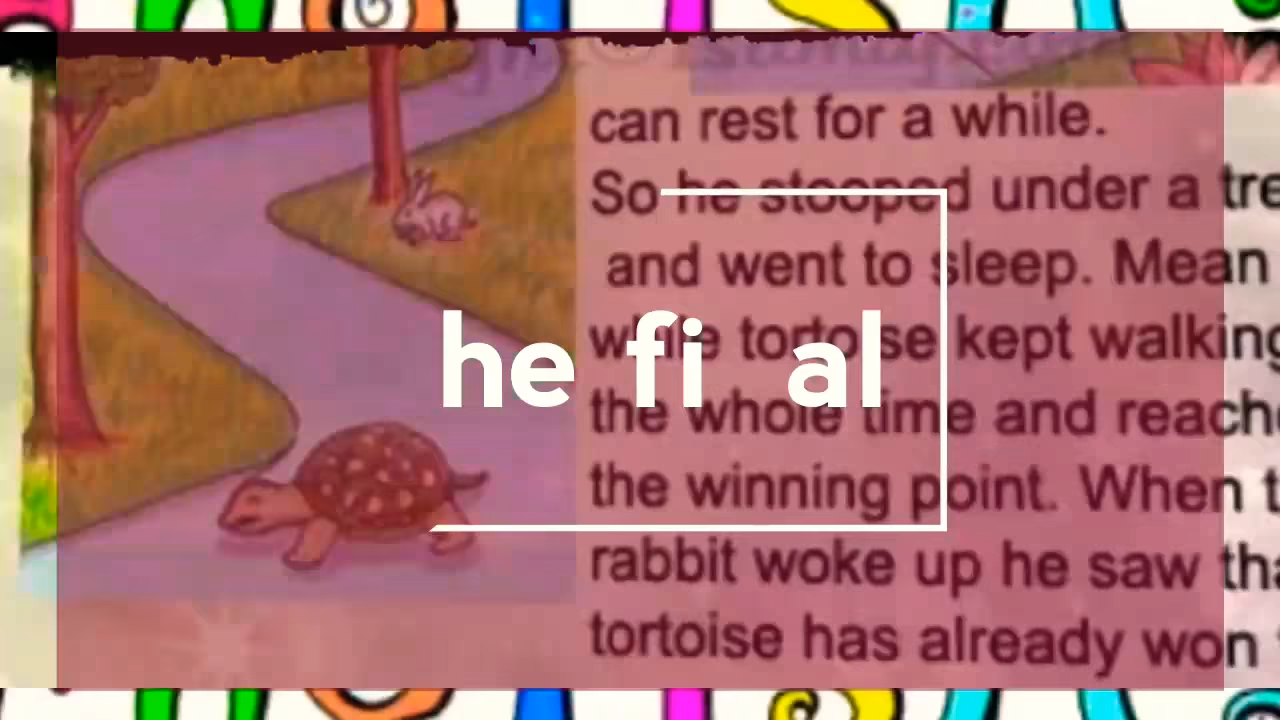 can rest for a while.
So he stooped under a tre
and went to sleep. Mean
while tortoise kept walking
the whole time and reache
the winning point. When t
rabbit woke up he saw tha
tortoise has already won
he fi al